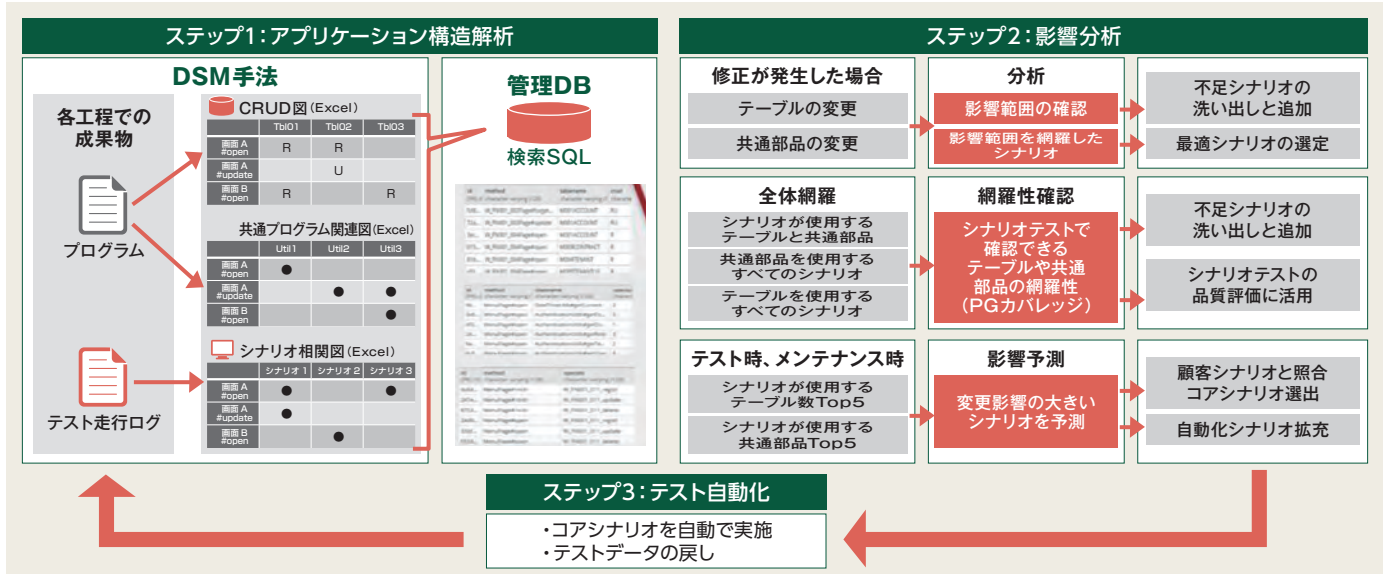 ステップ1:アプリケーション構造解析
DSM手法
各工程での
成果物
プログラム
テスト走行ログ
CRUD図(Excel)
Tbl01 Tbl02 Tbl03
画面A
#open
R R
画面A
#update
U
画面B
#open
R R
共通プログラム関連図(Excel)
Util1 Util2 Util3
画面A
#open
●
画面A
#update
● ●
画面B
#open
●
シナリオ相関図(Excel)
シナリオ1 シナリオ2 シナリオ3
画面A
#open
● ●
画面A
#update
●
画面B
#open
●
管理DB
検索SQL
ステップ2:影響分析
修正が発生した場合
テーブルの変更
共通部品の変更
分析
影響範囲の確認
影響範囲を網羅した
シナリオ
不足シナリオの
洗い出しと追加
最適シナリオの選定
全体網羅
シナリオが使用する
テーブルと共通部品
共通部品を使用する
すべてのシナリオ
テーブルを使用する
すべてのシナリオ
網羅性確認
シナリオテストで
確認できる
テーブルや共通
部品の網羅性
(PGカバレッジ)
不足シナリオの
洗い出しと追加
シナリオテストの
品質評価に活用
テスト時、メンテナンス時
シナリオが使用する
テーブル数Top5
シナリオが使用する
共通部品Top5
影響予測
変更影響の大きい
シナリオを予測
顧客シナリオと照合
コアシナリオ選出
自動化シナリオ拡充
ステップ3:テスト自動化
・コアシナリオを自動で実施
・テストデータの戻し